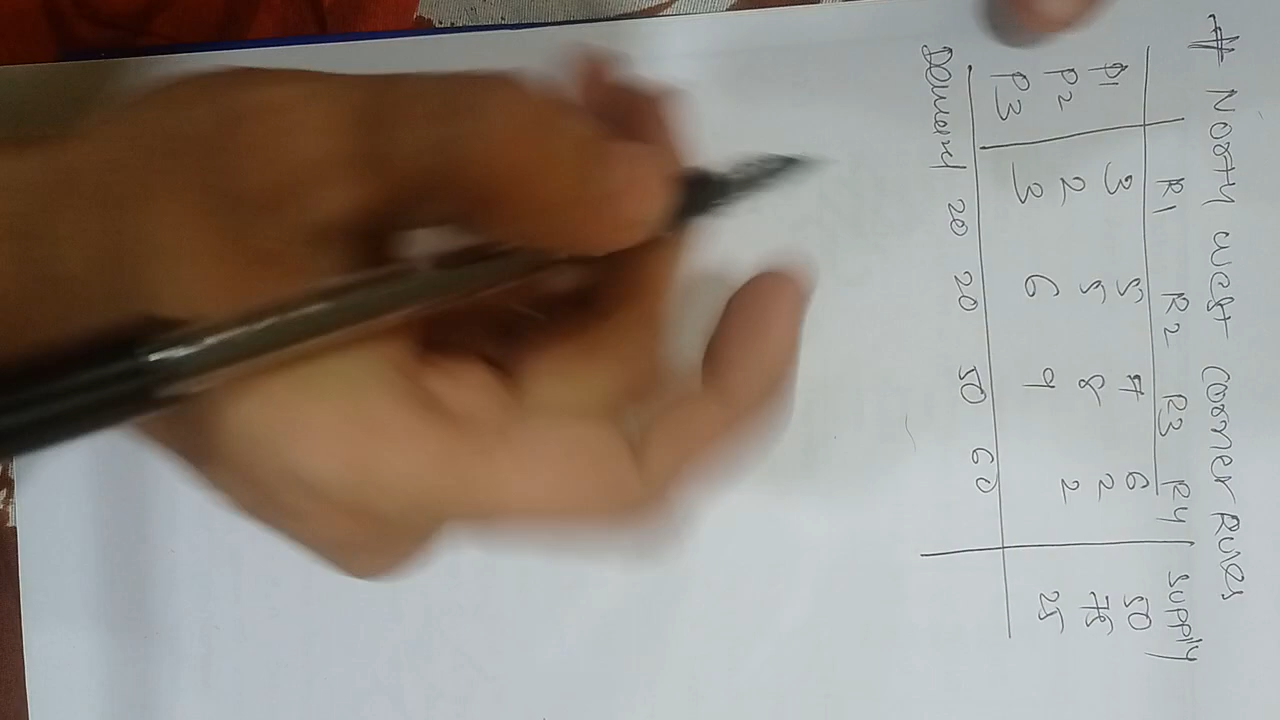 # North west Corner Rules
R1 R2 R3 R4 Supply
P1 3 5 7 6 50
P2 2 5 8 2 75
P3 3 6 9 2 25
Demand 20 20 50 60